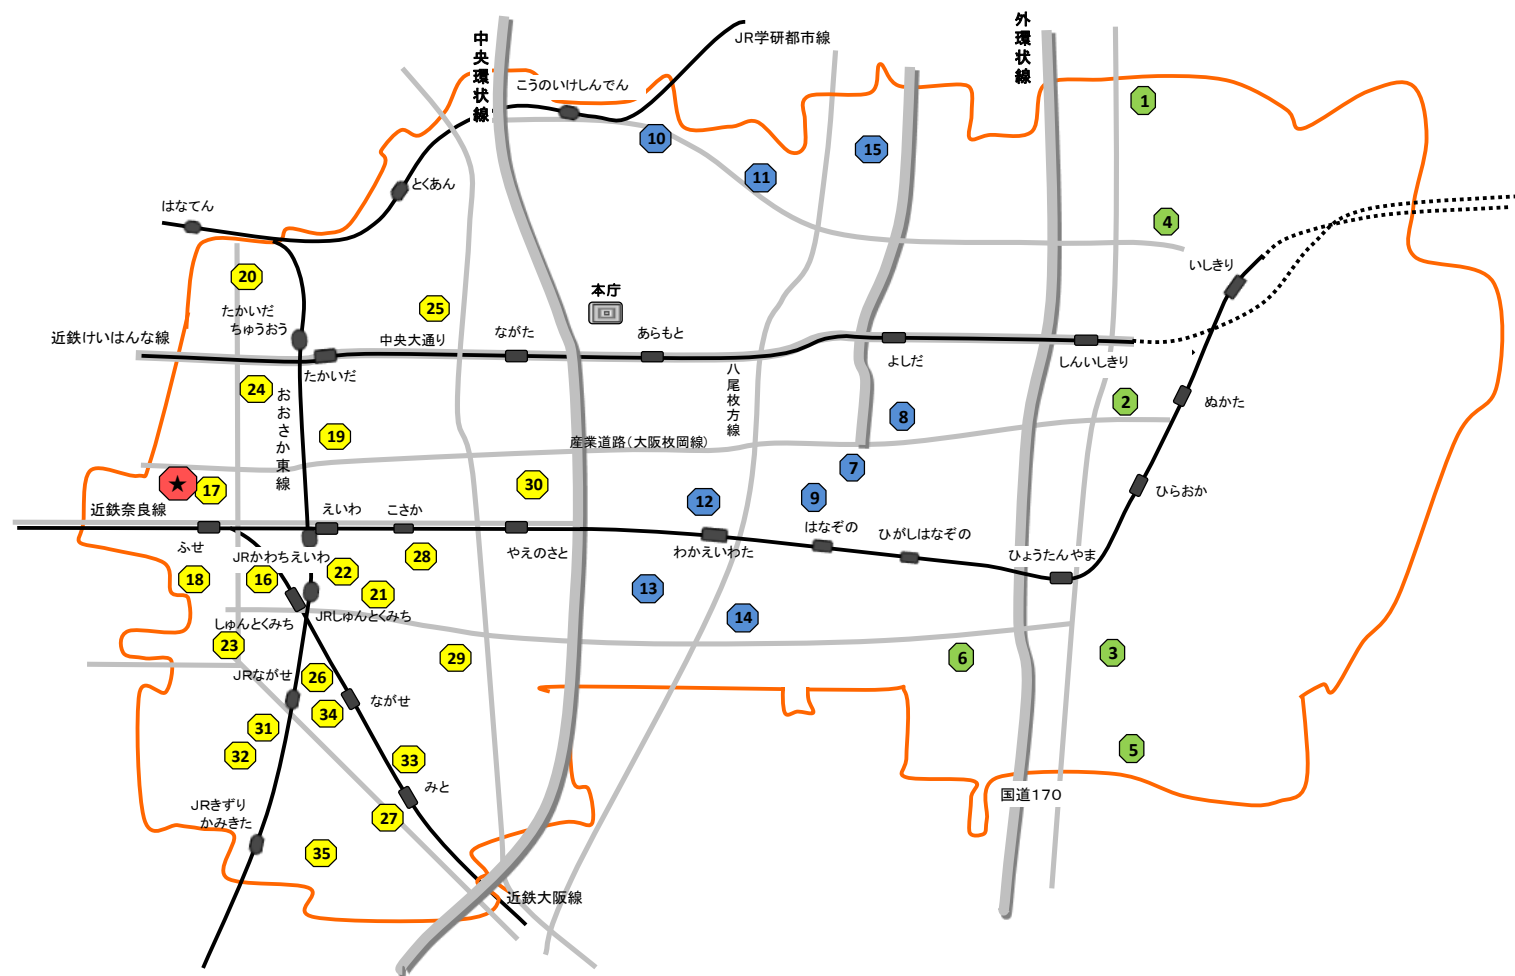 中央環状線
外環状線
JR学研都市線
こうのいけしんでん
1
10
15
11
とくあん
はなてん
4
いしきり
20
本庁
25
たかいだ
ちゅうおう
近鉄けいはんな線
中央大通り
ながた
あらもと
よしだ
しんいしきり
たかいだ
八尾枚方線
24
おおさか東線
2
ぬかた
8
19
産業道路(大阪枚岡線)
7
★
17
30
12
9
ひらおか
近鉄奈良線
えいわ
こさか
はなぞの
ひがしはなぞの
ふせ
JRかわちえいわ
28
やえのさと
わかえいわた
ひょうたんやま
18
16
22
21
13
JRしゅんとくみち
しゅんとくみち
14
23
29
6
3
JRながせ
26
ながせ
34
31
32
33
5
みと
国道170
JRきずり
かみきた
27
35
近鉄大阪線